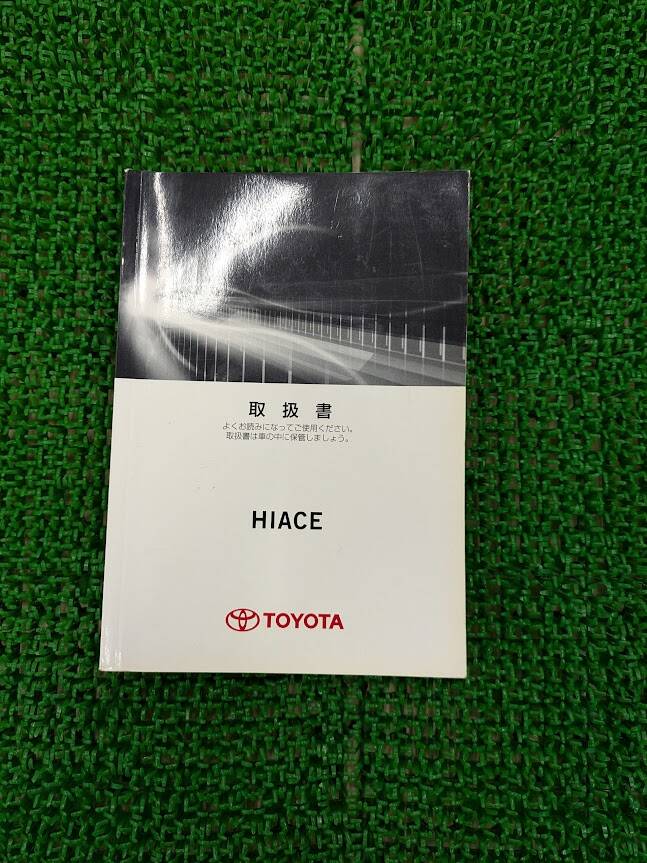 取扱書
よくお読みになってご使用ください。
取扱書は車の中に保管しましょう。
HIACE
TOYOTA